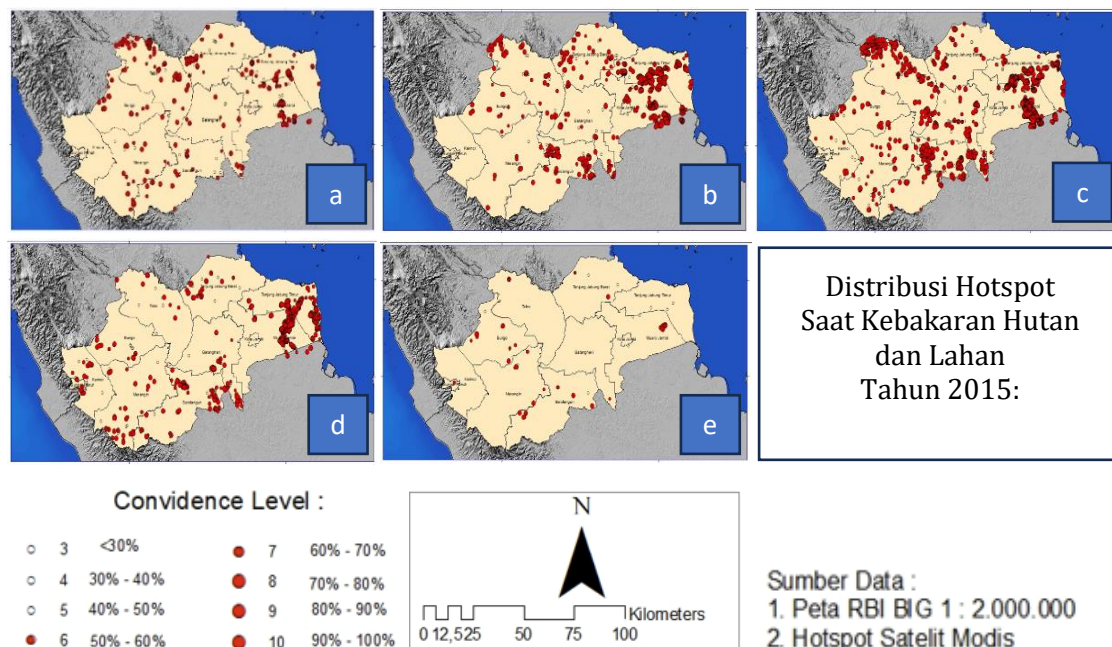 a
b
c
d
e
Distribusi Hotspot
Saat Kebakaran Hutan
dan Lahan
Tahun 2015:
Convidence Level :
3 <30%
4 30% - 40%
5 40% - 50%
6 50% - 60%
7 60% - 70%
8 70% - 80%
9 80% - 90%
10 90% - 100%
N
Kilometers
0 12,5 25 50 75 100
Sumber Data :
1. Peta RBI BIG 1 : 2.000.000
2. Hotspot Satelit Modis